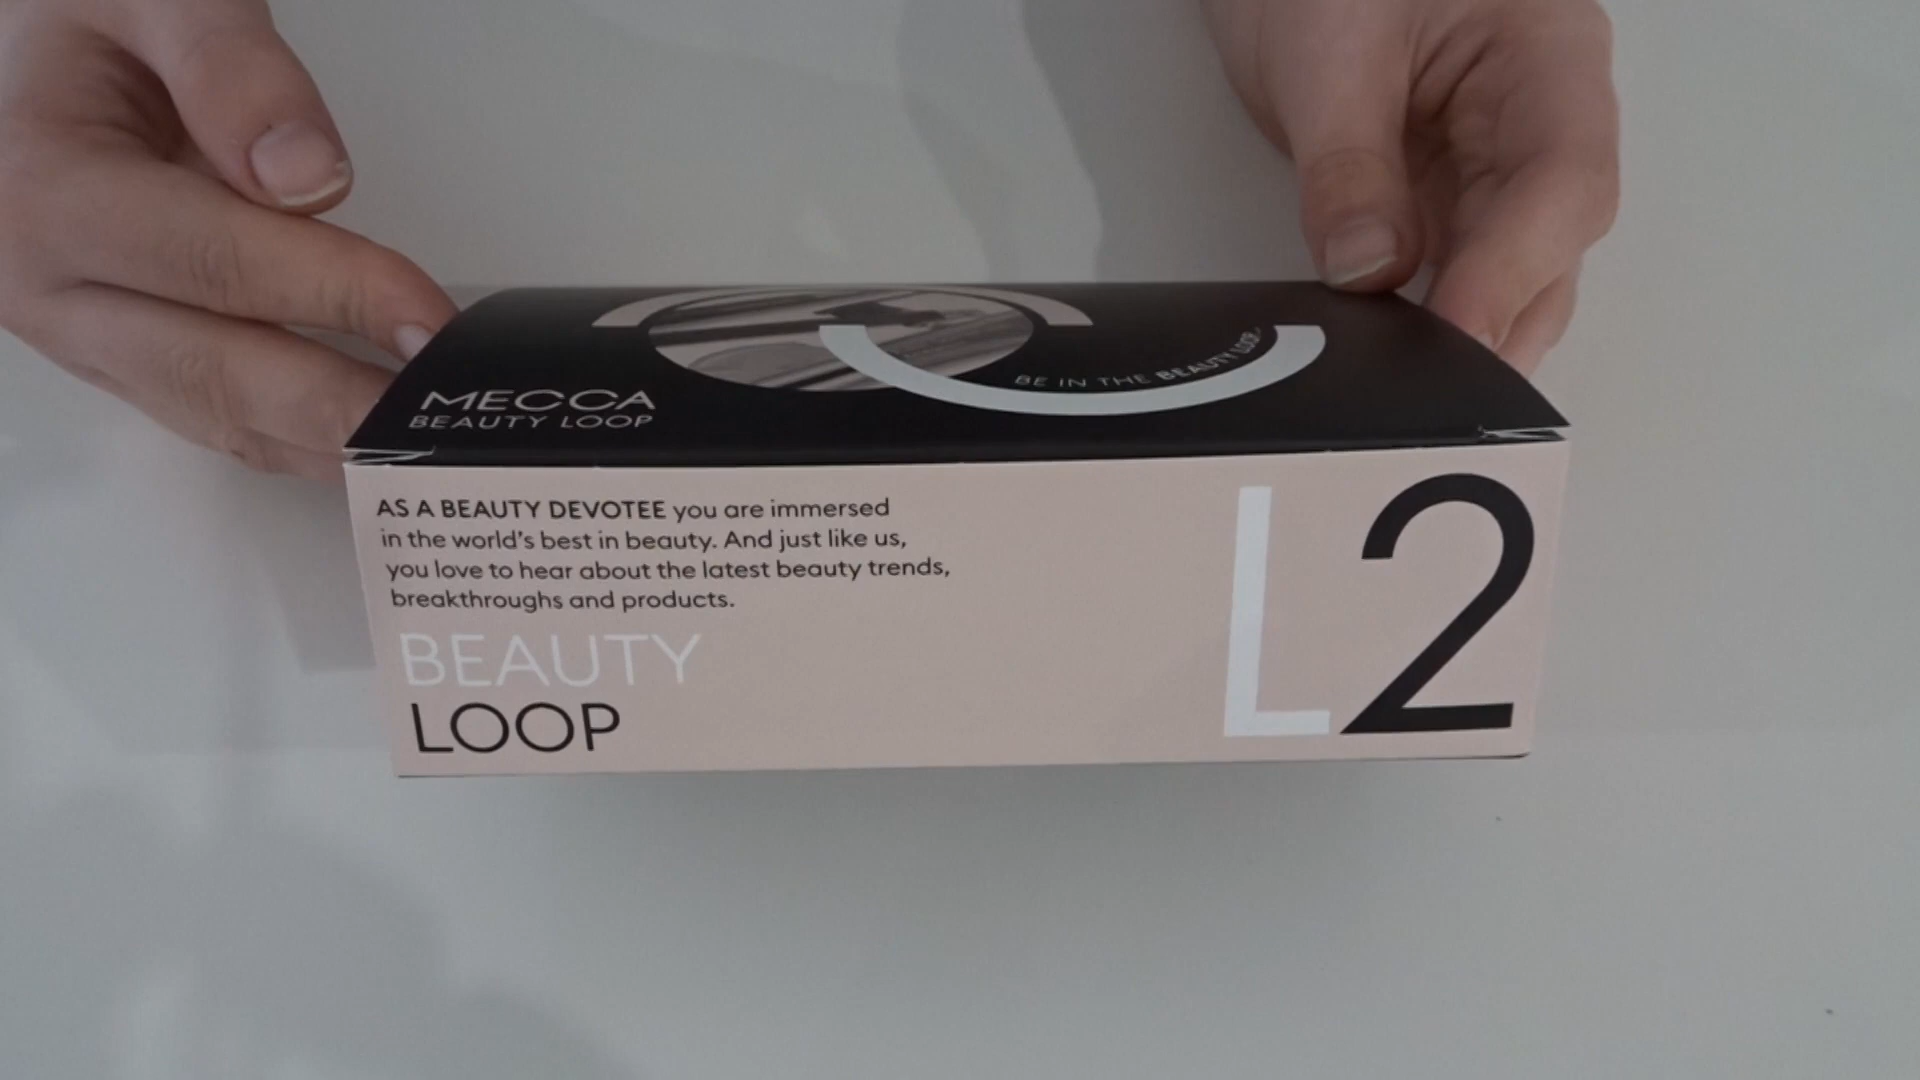 MECCA
BEAUTY LOOP
BE IN THE BEAUTY LOOP
AS A BEAUTY DEVOTEE you are immersed
in the world's best in beauty. And just like us,
you love to hear about the latest beauty trends,
breakthroughs and products.
BEAUTY
LOOP
L2